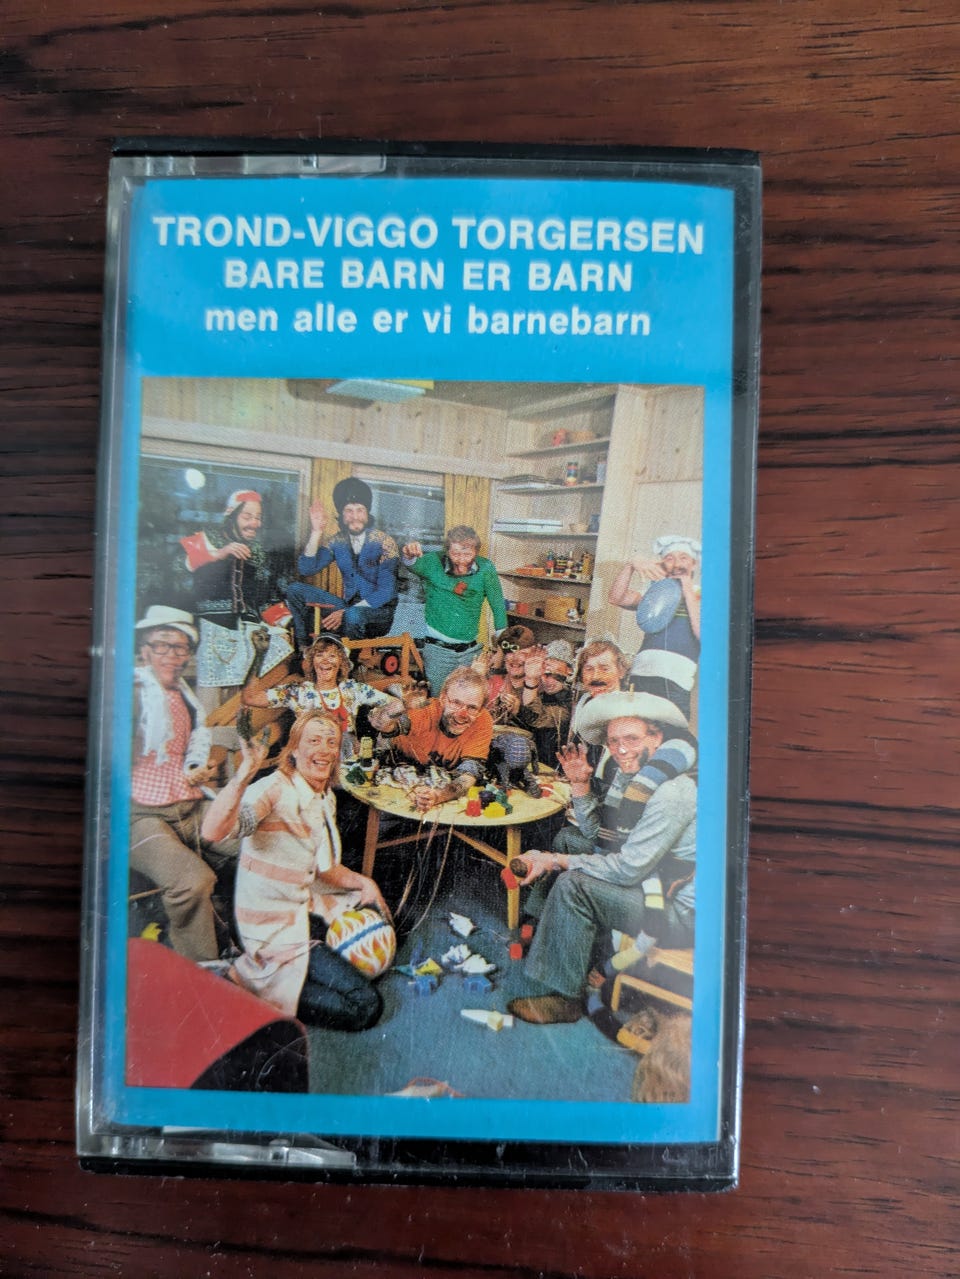 TROND-VIGGO TORGERSEN
BARE BARN ER BARN
men alle er vi barnebarn